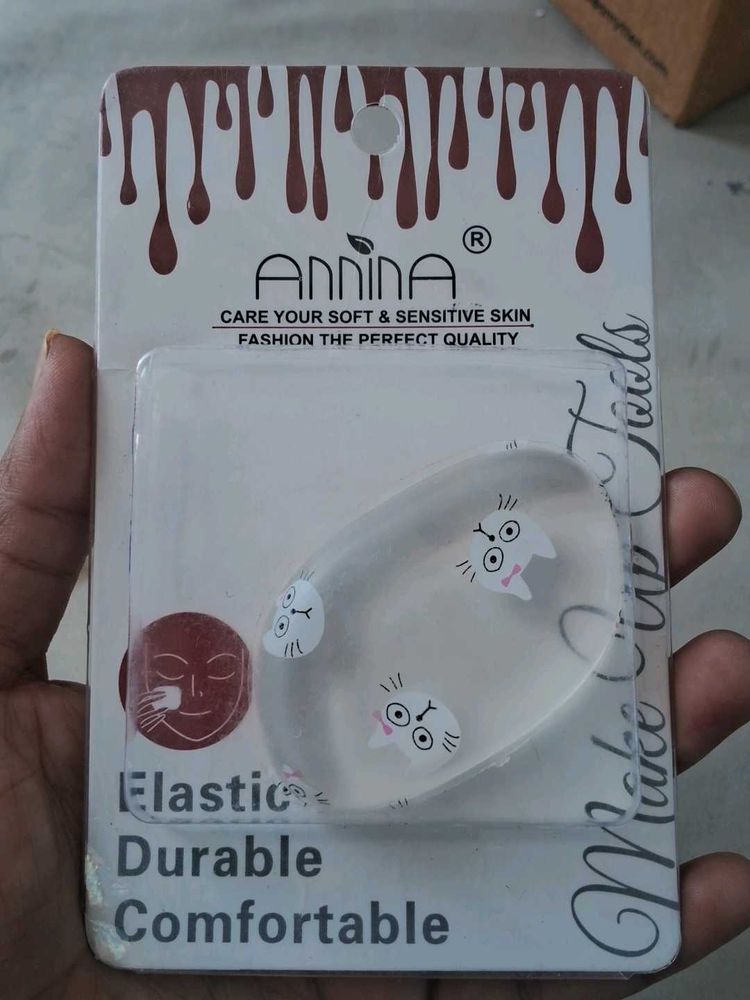 ANNINA ®
CARE YOUR SOFT & SENSITIVE SKIN
FASHION THE PERFECT QUALITY
Make Up Tools
Elastic
Durable
Comfortable